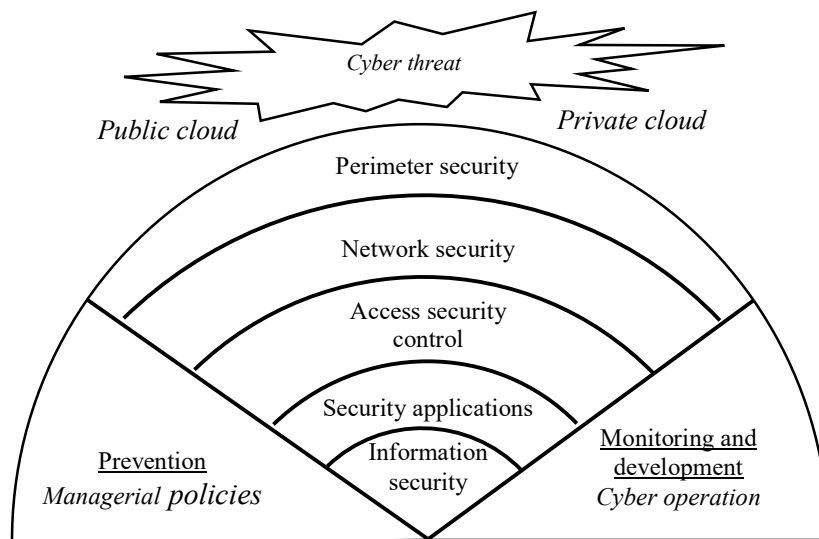 Cyber threat
Public cloud
Private cloud
Perimeter security
Network security
Access security
control
Security applications
Information
security
Prevention
Managerial policies
Monitoring and
development
Cyber operation